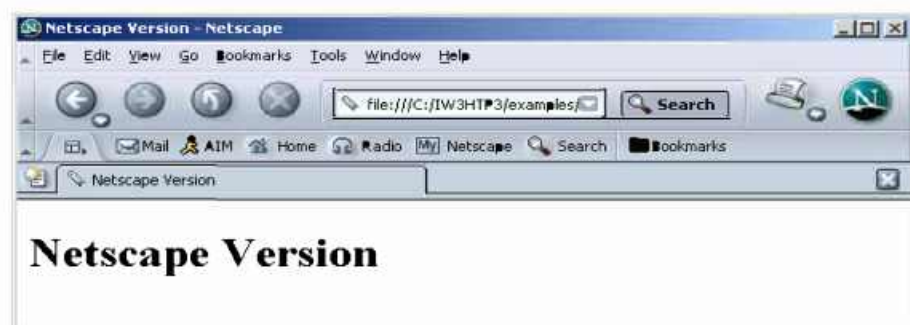 Netscape Version - Netscape
File Edit View Go Bookmarks Tools Window Help
file:///C:/IW3HTP3/examples/ Search
Mail AIM Home Radio My Netscape Search Bookmarks
Netscape Version
Netscape Version